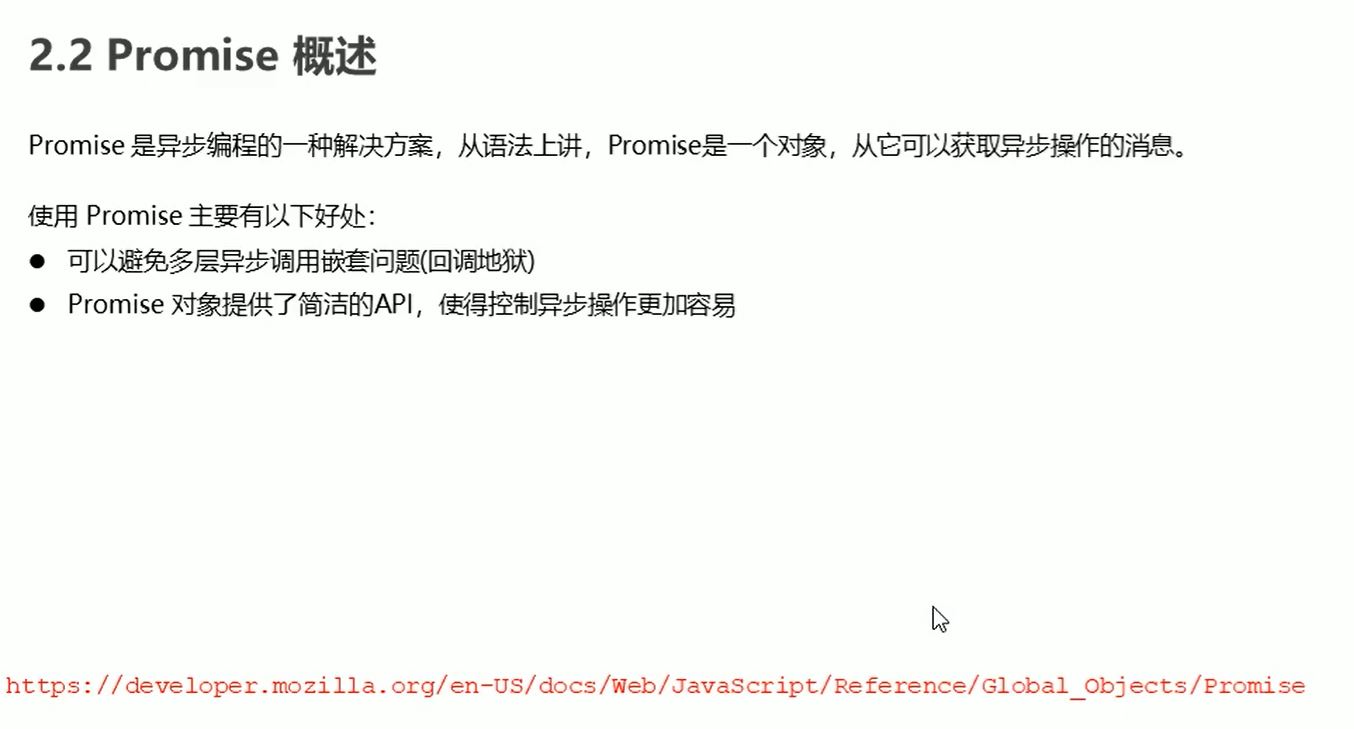 2.2 Promise 概述
Promise 是异步编程的一种解决方案，从语法上讲，Promise是一个对象，从它可以获取异步操作的消息。
使用 Promise 主要有以下好处：
● 可以避免多层异步调用嵌套问题(回调地狱)
● Promise 对象提供了简洁的API，使得控制异步操作更加容易
https://developer.mozilla.org/en-US/docs/Web/JavaScript/Reference/Global_Objects/Promise